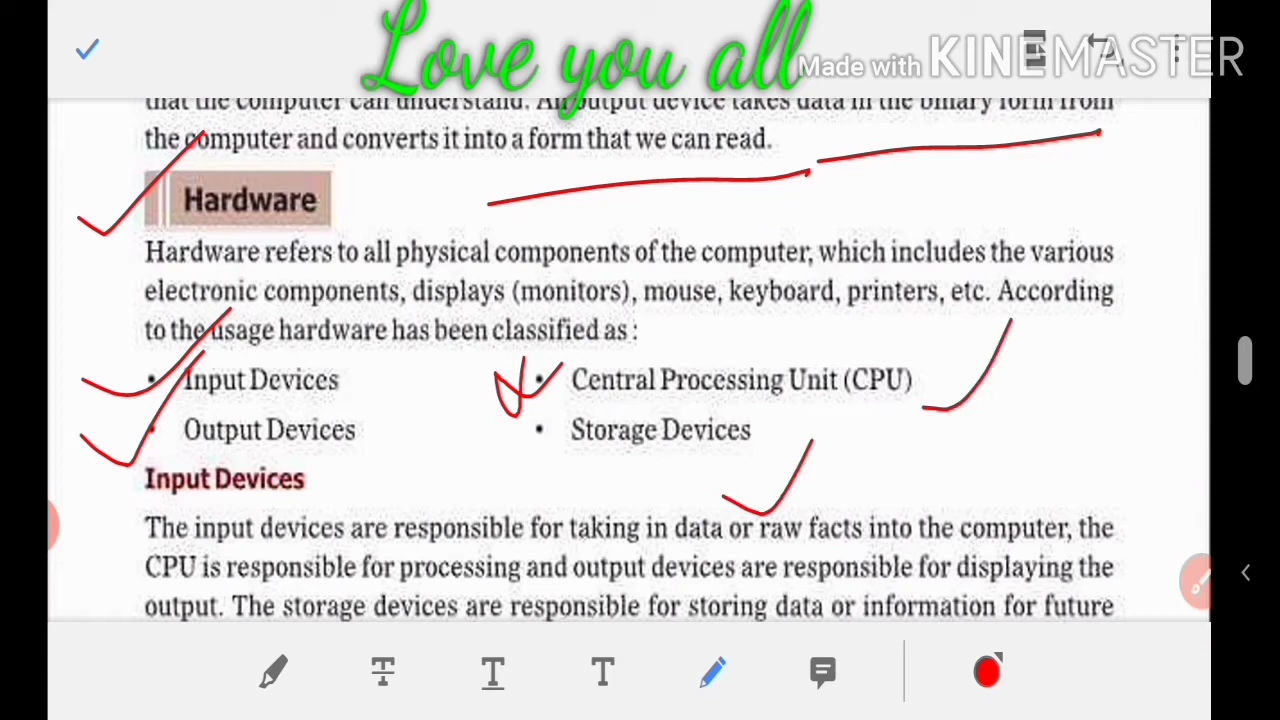 Love you all
Made with KINEMASTER
that the computer can understand. An output device takes data in the binary form from
the computer and converts it into a form that we can read.
Hardware
Hardware refers to all physical components of the computer, which includes the various
electronic components, displays (monitors), mouse, keyboard, printers, etc. According
to the usage hardware has been classified as :
• Input Devices • Central Processing Unit (CPU)
• Output Devices • Storage Devices
Input Devices
The input devices are responsible for taking in data or raw facts into the computer, the
CPU is responsible for processing and output devices are responsible for displaying the
output. The storage devices are responsible for storing data or information for future